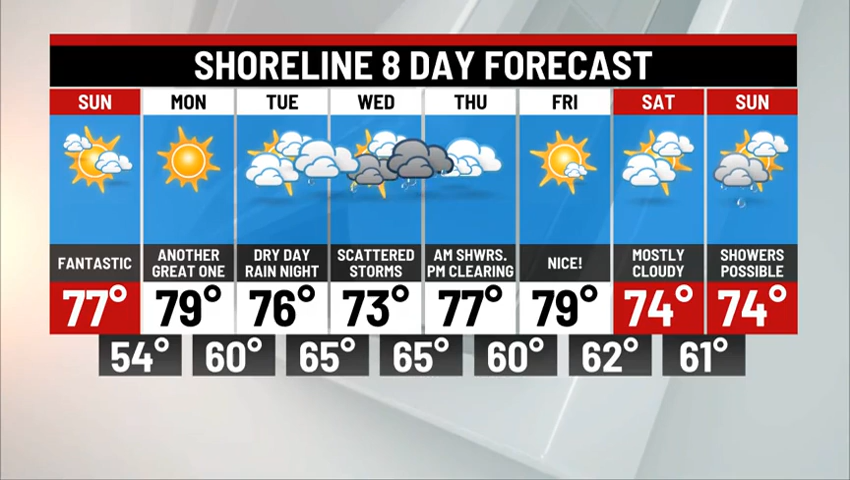 SHORELINE 8 DAY FORECAST
SUN MON TUE WED THU FRI SAT SUN
FANTASTIC
ANOTHER
GREAT ONE
DRY DAY
RAIN NIGHT
SCATTERED
STORMS
AM SHWRS.
PM CLEARING
NICE!
MOSTLY
CLOUDY
SHOWERS
POSSIBLE
77° 79° 76° 73° 77° 79° 74° 74°
54° 60° 65° 65° 60° 62° 61°